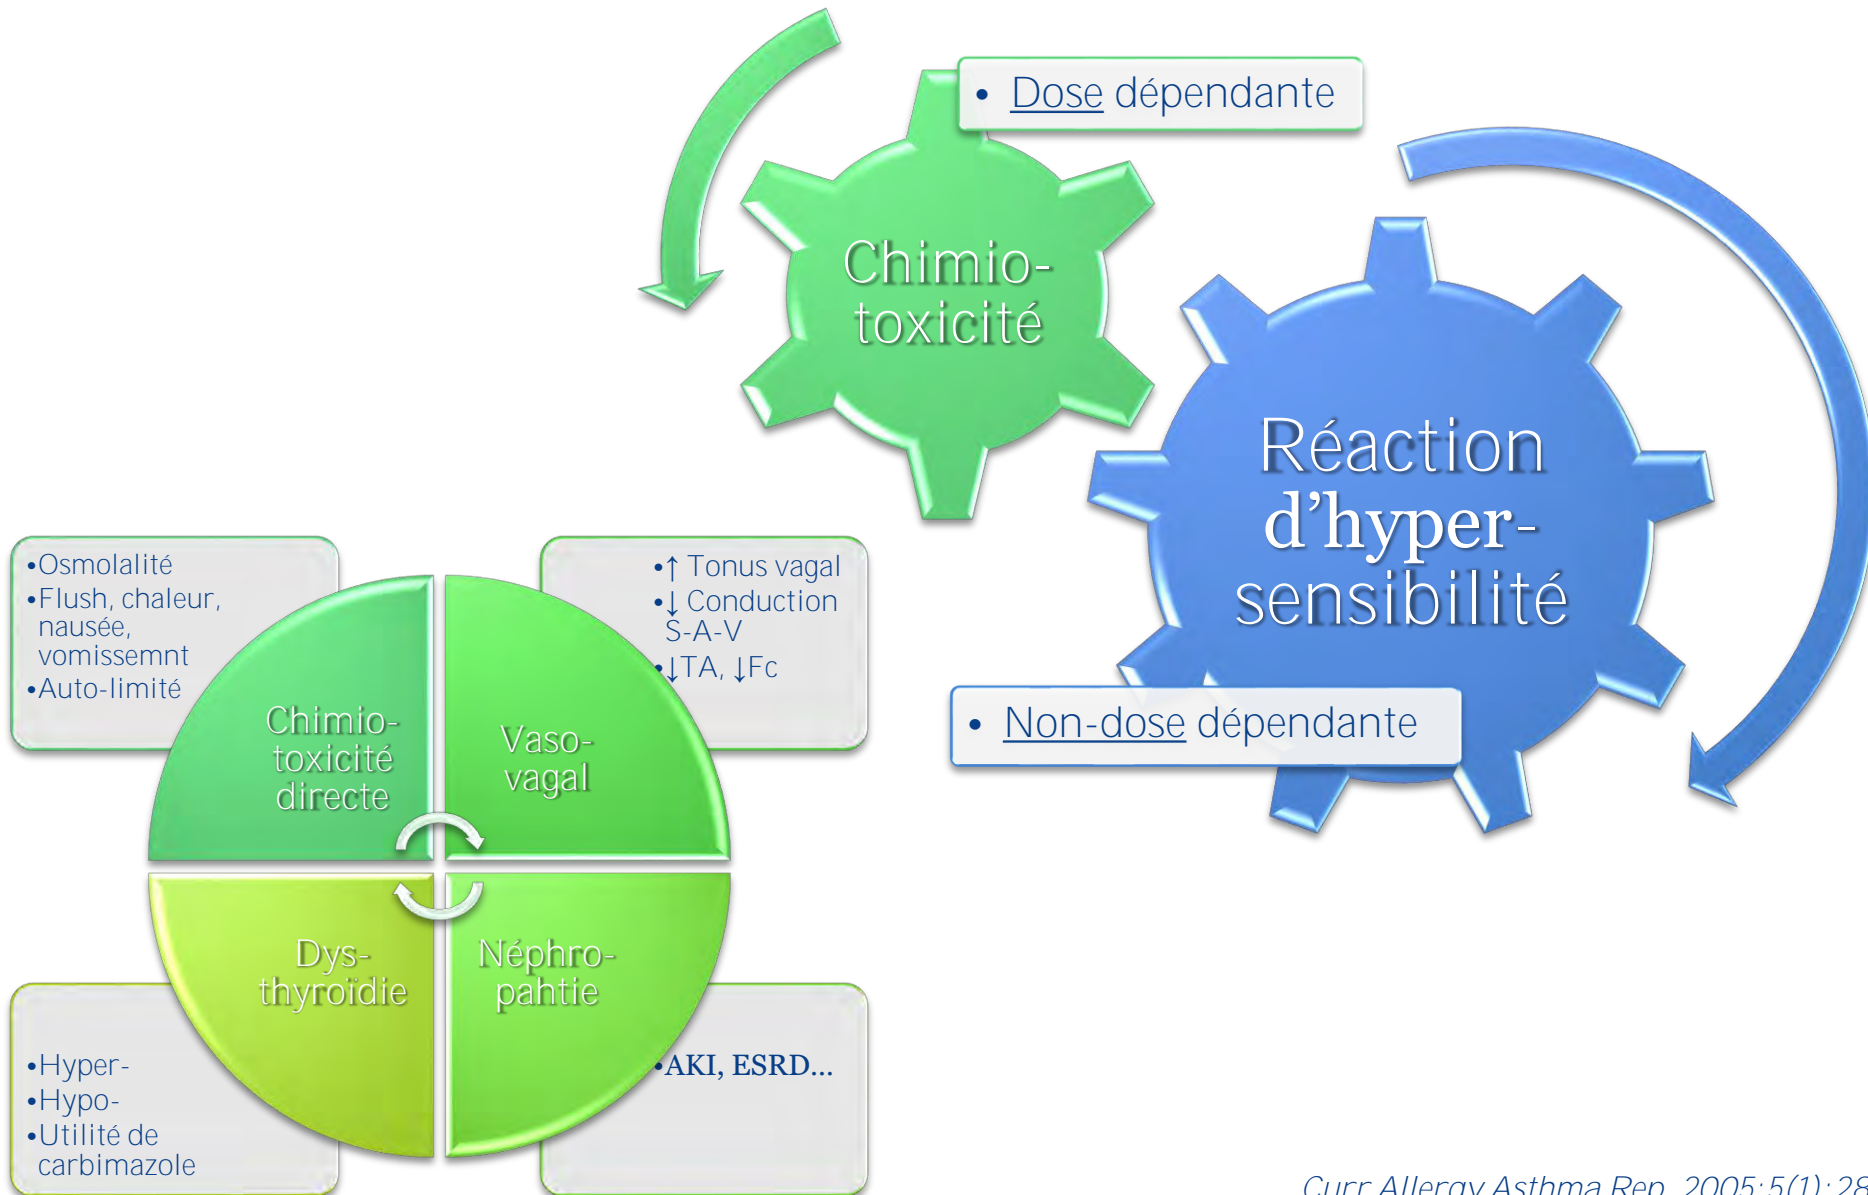 • Dose dépendante
Chimio-
toxicité
Réaction
d'hyper-
sensibilité
• Non-dose dépendante
•Osmolalité
•Flush, chaleur,
nausée,
vomissemnt
•Auto-limité
•↑ Tonus vagal
•↓ Conduction
S-A-V
•↓TA, ↓Fc
Chimio-
toxicité
directe
Vaso-
vagal
Dys-
thyroïdie
Néphro-
pahtie
•Hyper-
•Hypo-
•Utilité de
carbimazole
•AKI, ESRD...
Curr Allergy Asthma Rep. 2005;5(1):28